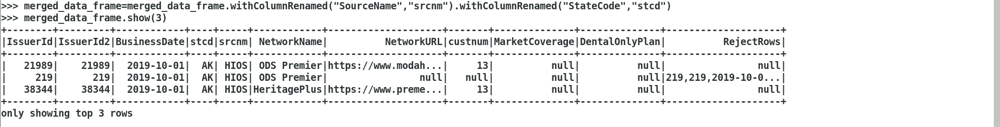 >>> merged_data_frame=merged_data_frame.withColumnRenamed("SourceName","srcnm").withColumnRenamed("StateCode","stcd")
>>> merged_data_frame.show(3)
+--------+---------+------------+----+-----+-----------+--------------------+-------+--------------+--------------+--------------------+
|IssuerId|IssuerId2|BusinessDate|stcd|srcnm| NetworkName|          NetworkURL|custnum|MarketCoverage|DentalOnlyPlan|          RejectRows|
+--------+---------+------------+----+-----+-----------+--------------------+-------+--------------+--------------+--------------------+
|   21989|    21989|  2019-10-01|  AK| HIOS| ODS Premier|https://www.modah...|     13|          null|          null|                null|
|     219|      219|  2019-10-01|  AK| HIOS| ODS Premier|                null|   null|          null|          null|219,219,2019-10-0...|
|   38344|    38344|  2019-10-01|  AK| HIOS|HeritagePlus|https://www.preme...|     13|          null|          null|                null|
+--------+---------+------------+----+-----+-----------+--------------------+-------+--------------+--------------+--------------------+
only showing top 3 rows